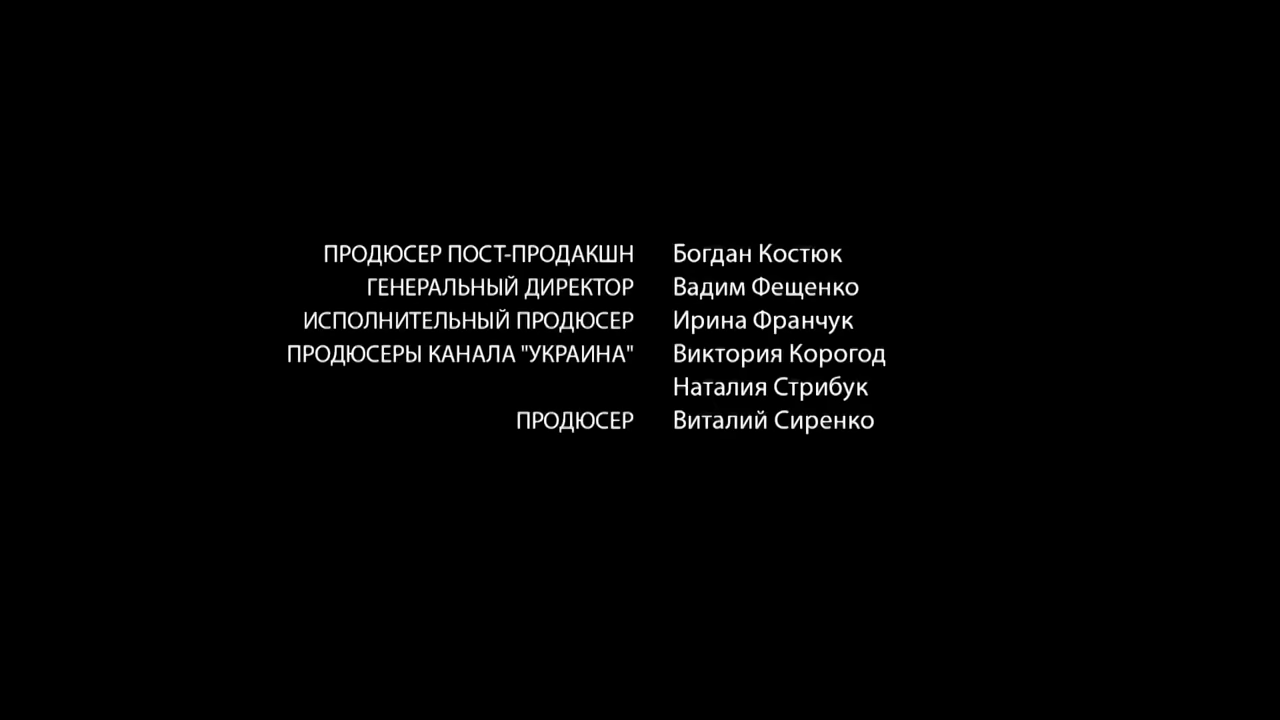 ПРОДЮСЕР ПОСТ-ПРОДАКШН Богдан Костюк
ГЕНЕРАЛЬНЫЙ ДИРЕКТОР Вадим Фещенко
ИСПОЛНИТЕЛЬНЫЙ ПРОДЮСЕР Ирина Франчук
ПРОДЮСЕРЫ КАНАЛА "УКРАИНА" Виктория Корогод
Наталия Стрибук
ПРОДЮСЕР Виталий Сиренко